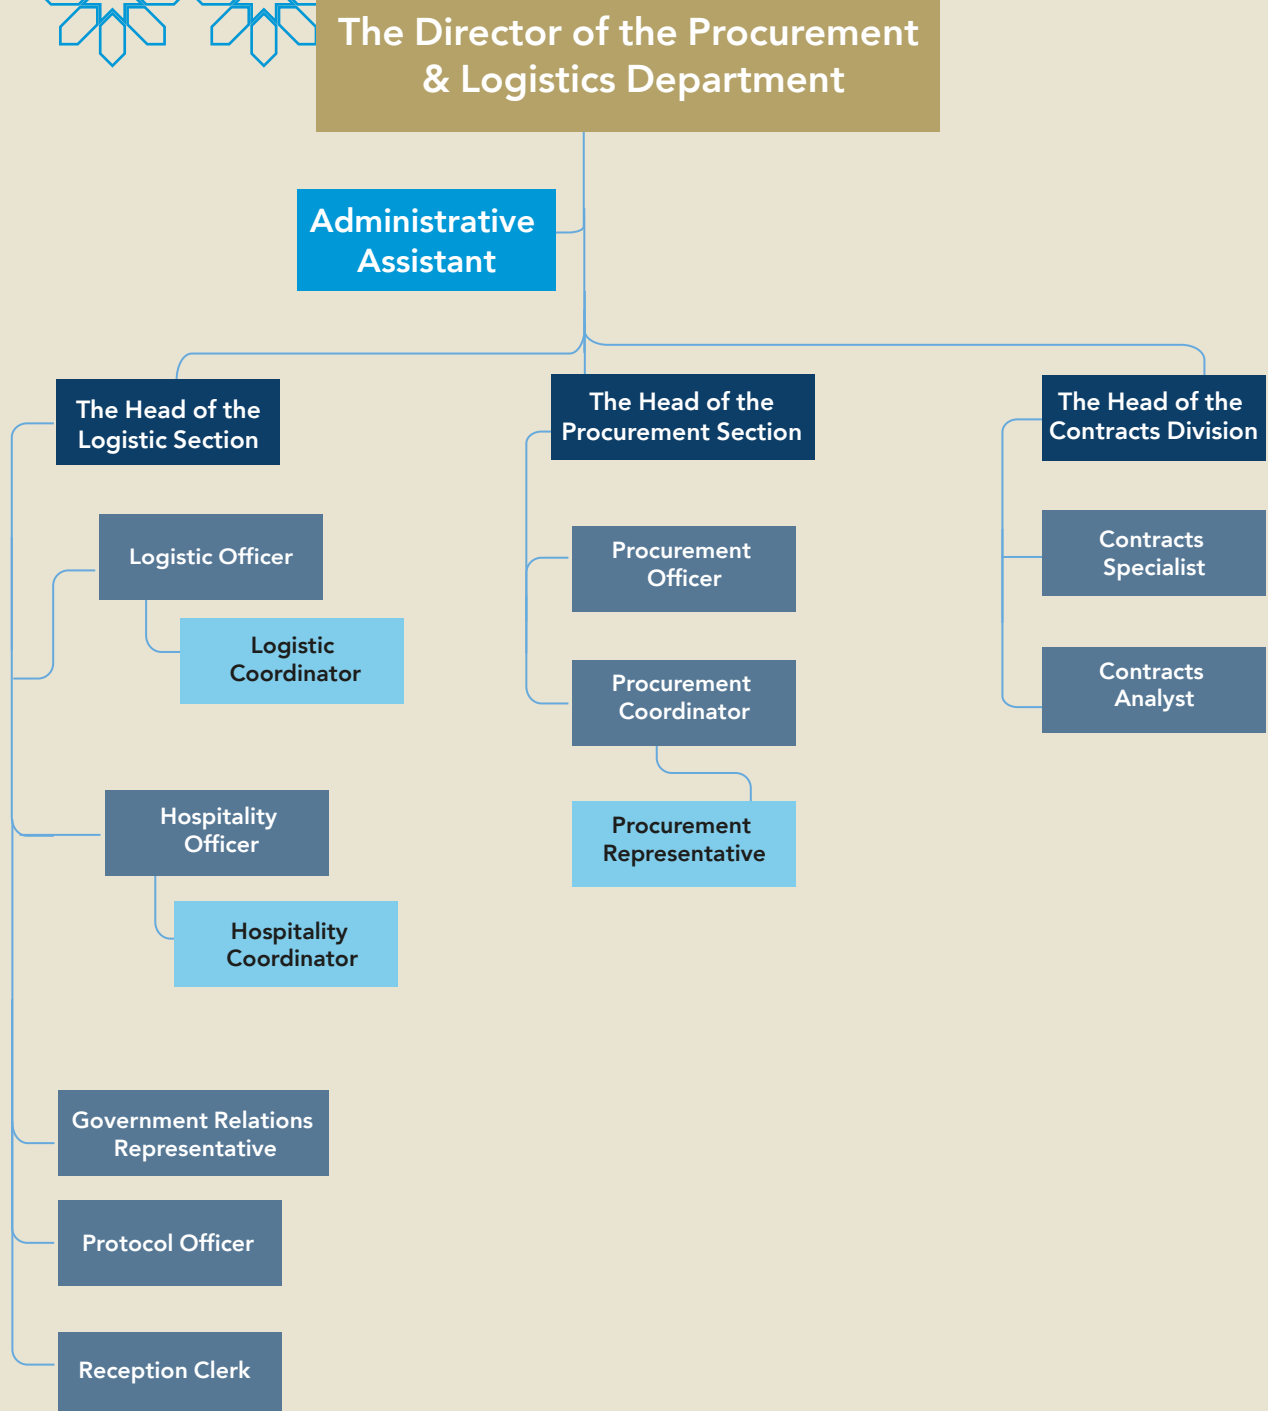 The Director of the Procurement
& Logistics Department
Administrative
Assistant
The Head of the
Logistic Section
Logistic Officer
Logistic
Coordinator
Hospitality
Officer
Hospitality
Coordinator
Government Relations
Representative
Protocol Officer
Reception Clerk
The Head of the
Procurement Section
Procurement
Officer
Procurement
Coordinator
Procurement
Representative
The Head of the
Contracts Division
Contracts
Specialist
Contracts
Analyst